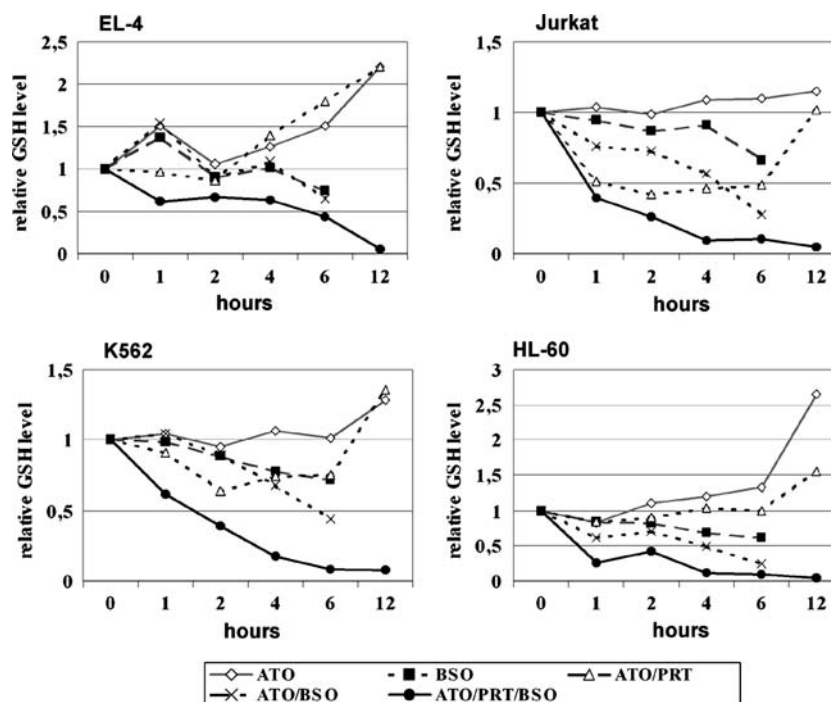 EL-4
relative GSH level
2,5
2
1,5
1
0,5
0
0 1 2 4 6 12
hours
Jurkat
relative GSH level
1,5
1
0,5
0
0 1 2 4 6 12
hours
K562
relative GSH level
1,5
1
0,5
0
0 1 2 4 6 12
hours
HL-60
relative GSH level
3
2,5
2
1,5
1
0,5
0
0 1 2 4 6 12
hours
ATO BSO ATO/PRT
ATO/BSO ATO/PRT/BSO